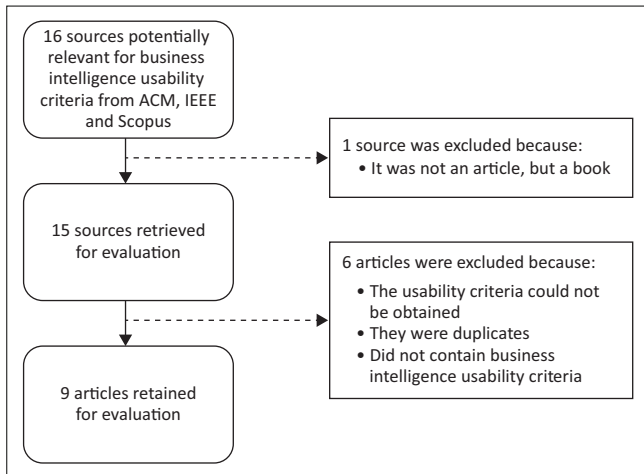 16 sources potentially
relevant for business
intelligence usability
criteria from ACM, IEEE
and Scopus
1 source was excluded because:
• It was not an article, but a book
15 sources retrieved
for evaluation
6 articles were excluded because:
• The usability criteria could not
be obtained
• They were duplicates
• Did not contain business
intelligence usability criteria
9 articles retained
for evaluation